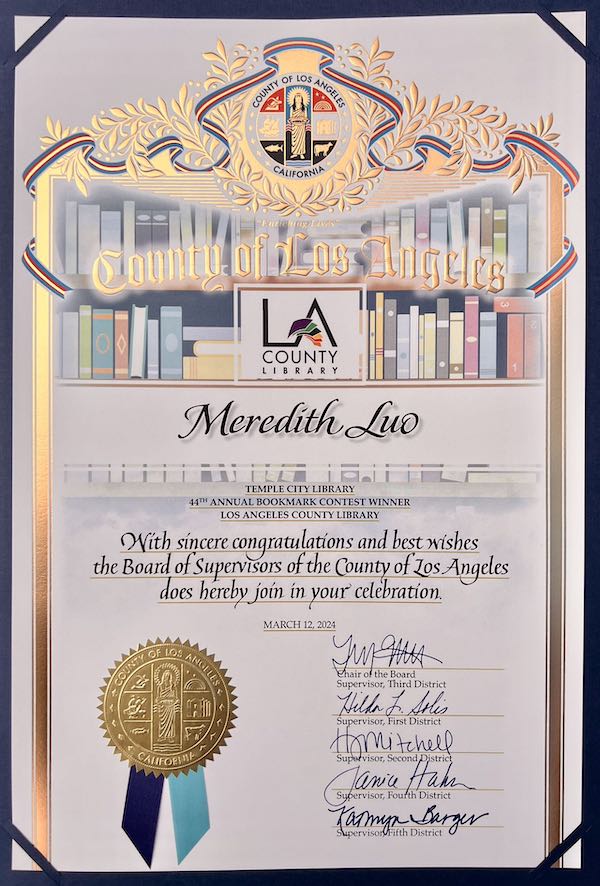 COUNTY OF LOS ANGELES
CALIFORNIA
"Enriching Lives"
County of Los Angeles
3
LA
COUNTY
LIBRARY
Meredith Luo
TEMPLE CITY LIBRARY
44TH ANNUAL BOOKMARK CONTEST WINNER
LOS ANGELES COUNTY LIBRARY
With sincere congratulations and best wishes
the Board of Supervisors of the County of Los Angeles
does hereby join in your celebration.
MARCH 12, 2024
Chair of the Board
Supervisor, Third District
Hilda L. Solis
Supervisor, First District
Mitchell
Supervisor, Second District
Janice Hahn
Supervisor, Fourth District
Barger
Supervisor Fifth District
COUNTY OF LOS ANGELES
CALIFORNIA